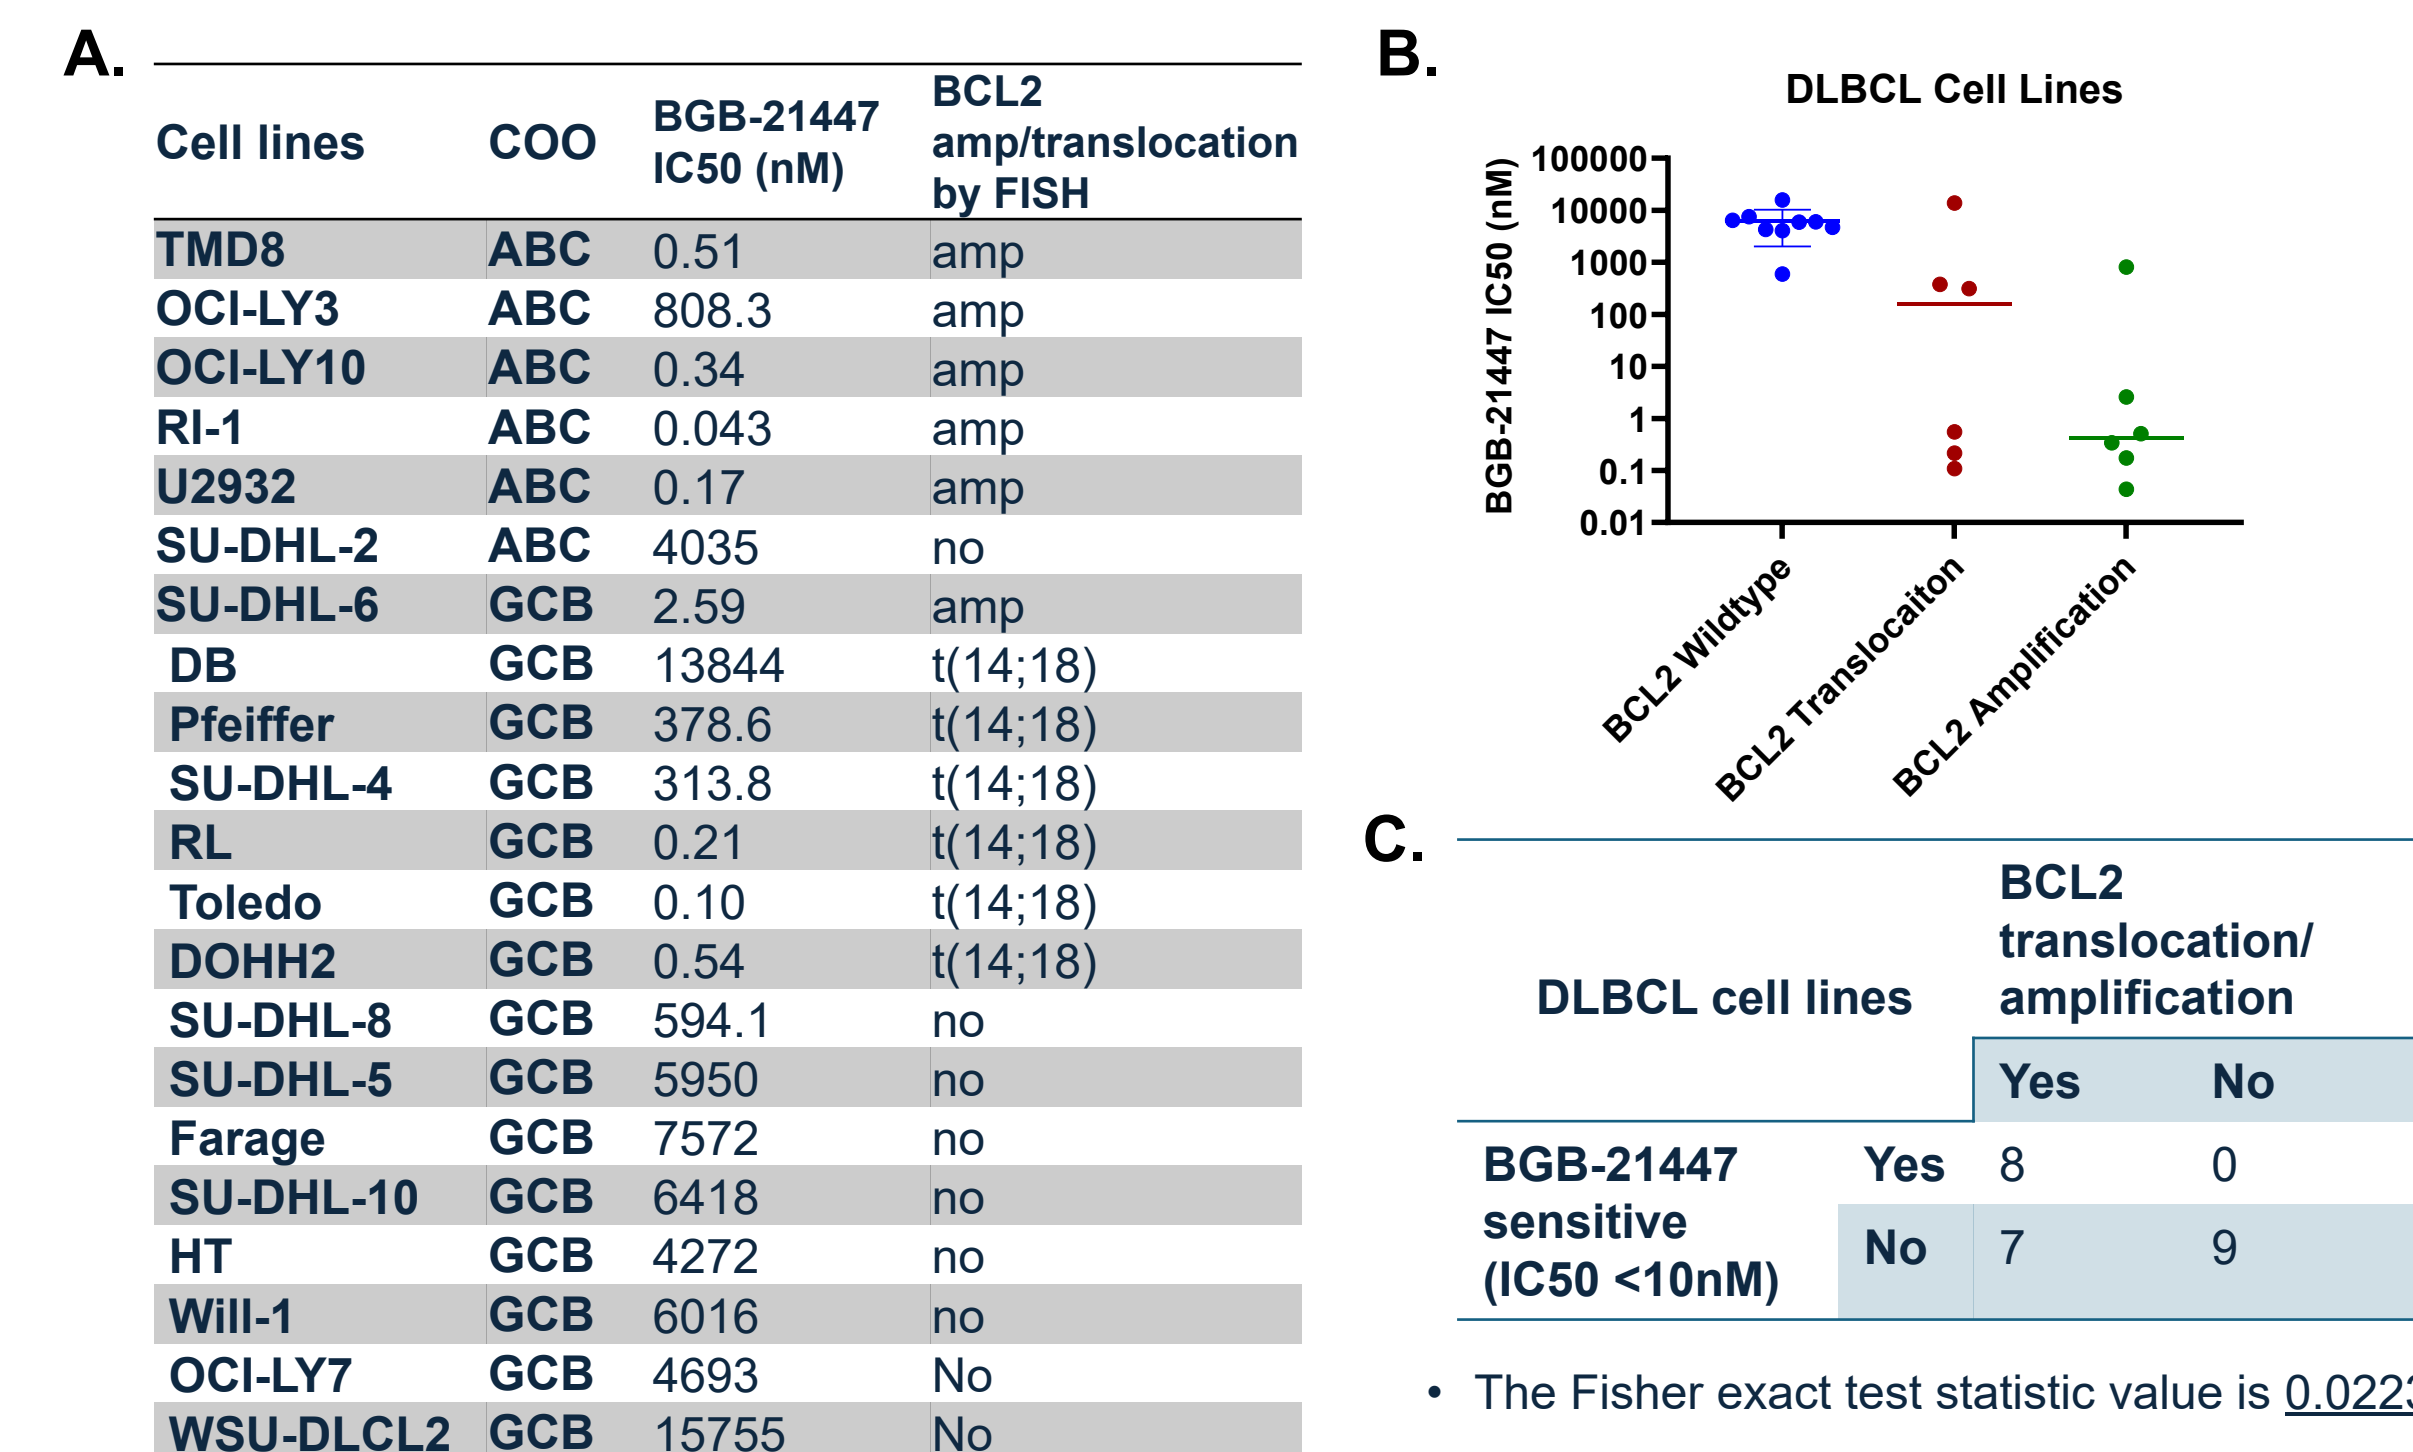 A.
Cell lines COO BGB-21447 IC50 (nM) BCL2 amp/translocation by FISH
TMD8 ABC 0.51 amp
OCI-LY3 ABC 808.3 amp
OCI-LY10 ABC 0.34 amp
RI-1 ABC 0.043 amp
U2932 ABC 0.17 amp
SU-DHL-2 ABC 4035 no
SU-DHL-6 GCB 2.59 amp
DB GCB 13844 t(14;18)
Pfeiffer GCB 378.6 t(14;18)
SU-DHL-4 GCB 313.8 t(14;18)
RL GCB 0.21 t(14;18)
Toledo GCB 0.10 t(14;18)
DOHH2 GCB 0.54 t(14;18)
SU-DHL-8 GCB 594.1 no
SU-DHL-5 GCB 5950 no
Farage GCB 7572 no
SU-DHL-10 GCB 6418 no
HT GCB 4272 no
Will-1 GCB 6016 no
OCI-LY7 GCB 4693 No
WSU-DLCL2 GCB 15755 No
B.
DLBCL Cell Lines
BGB-21447 IC50 (nM)
100000
10000
1000
100
10
1
0.1
0.01
BCL2 Wildtype
BCL2 Translocaiton
BCL2 Amplification
C.
DLBCL cell lines
BCL2
translocation/
amplification
Yes No
BGB-21447
sensitive
(IC50 <10nM)
Yes 8 0
No 7 9
• The Fisher exact test statistic value is